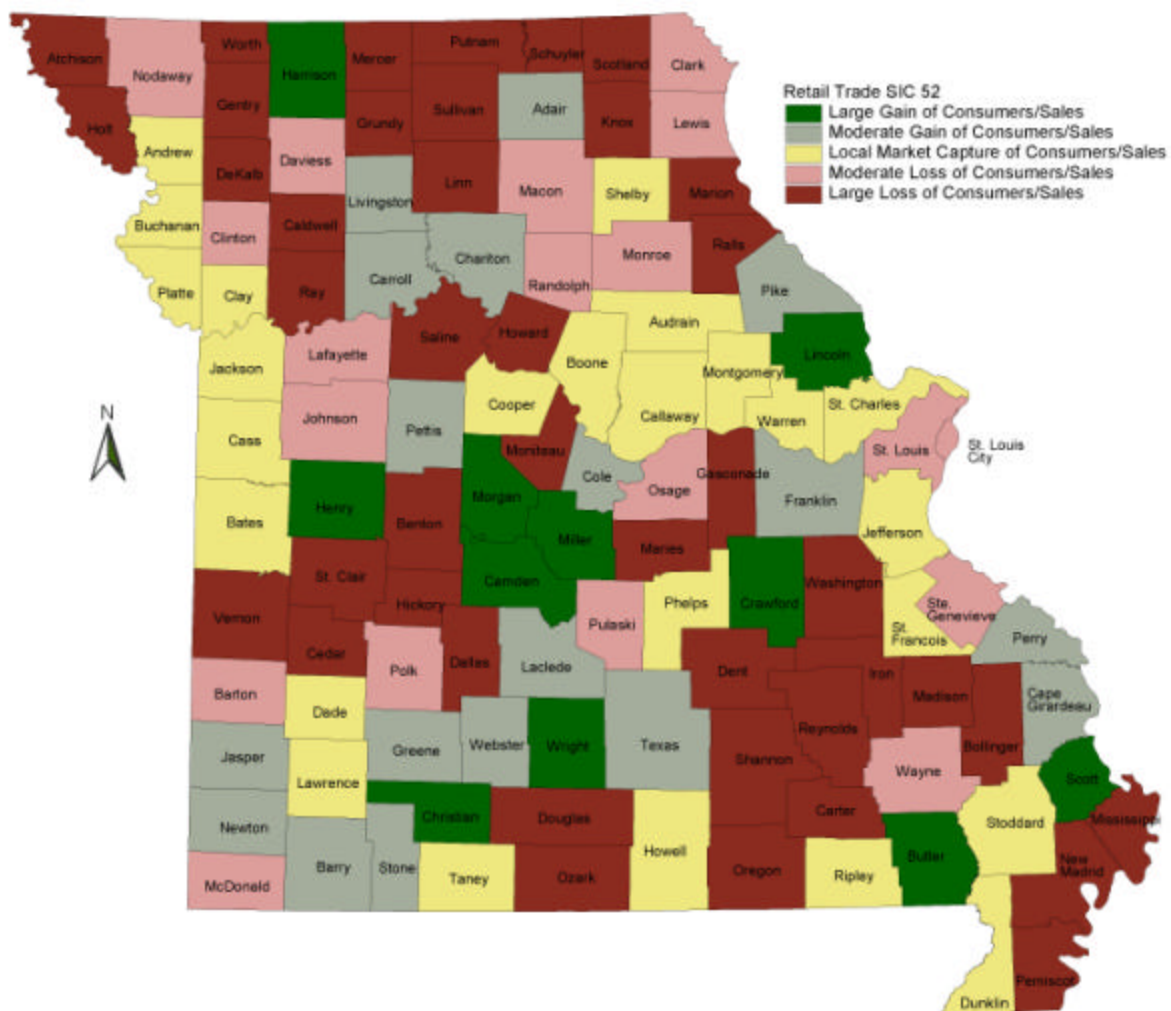 Retail Trade SIC 52
Large Gain of Consumers/Sales
Moderate Gain of Consumers/Sales
Local Market Capture of Consumers/Sales
Moderate Loss of Consumers/Sales
Large Loss of Consumers/Sales
N
Atchison
Nodaway
Worth
Harrison
Mercer
Putnam
Schuyler
Scotland
Clark
Holt
Gentry
Grundy
Sullivan
Adair
Knox
Lewis
Andrew
DeKalb
Daviess
Livingston
Linn
Macon
Shelby
Marion
Buchanan
Clinton
Caldwell
Chariton
Randolph
Monroe
Ralls
Platte
Clay
Ray
Carroll
Pike
Jackson
Lafayette
Saline
Howard
Boone
Audrain
Montgomery
Lincoln
Cass
Johnson
Pettis
Cooper
Moniteau
Callaway
Warren
St. Charles
Cole
Osage
Gasconade
Franklin
St. Louis
St. Louis
City
Bates
Henry
Benton
Morgan
Miller
Maries
Jefferson
Vernon
St. Clair
Hickory
Camden
Pulaski
Phelps
Crawford
Washington
St.
Francois
Ste.
Genevieve
Perry
Cedar
Polk
Dallas
Laclede
Dent
Iron
Madison
Bollinger
Cape
Girardeau
Barton
Dade
Greene
Webster
Wright
Texas
Reynolds
Wayne
Scott
Jasper
Lawrence
Christian
Douglas
Shannon
Carter
Stoddard
Mississippi
Newton
Barry
Stone
Taney
Ozark
Howell
Oregon
Ripley
Butler
New
Madrid
McDonald
Dunklin
Pemiscot